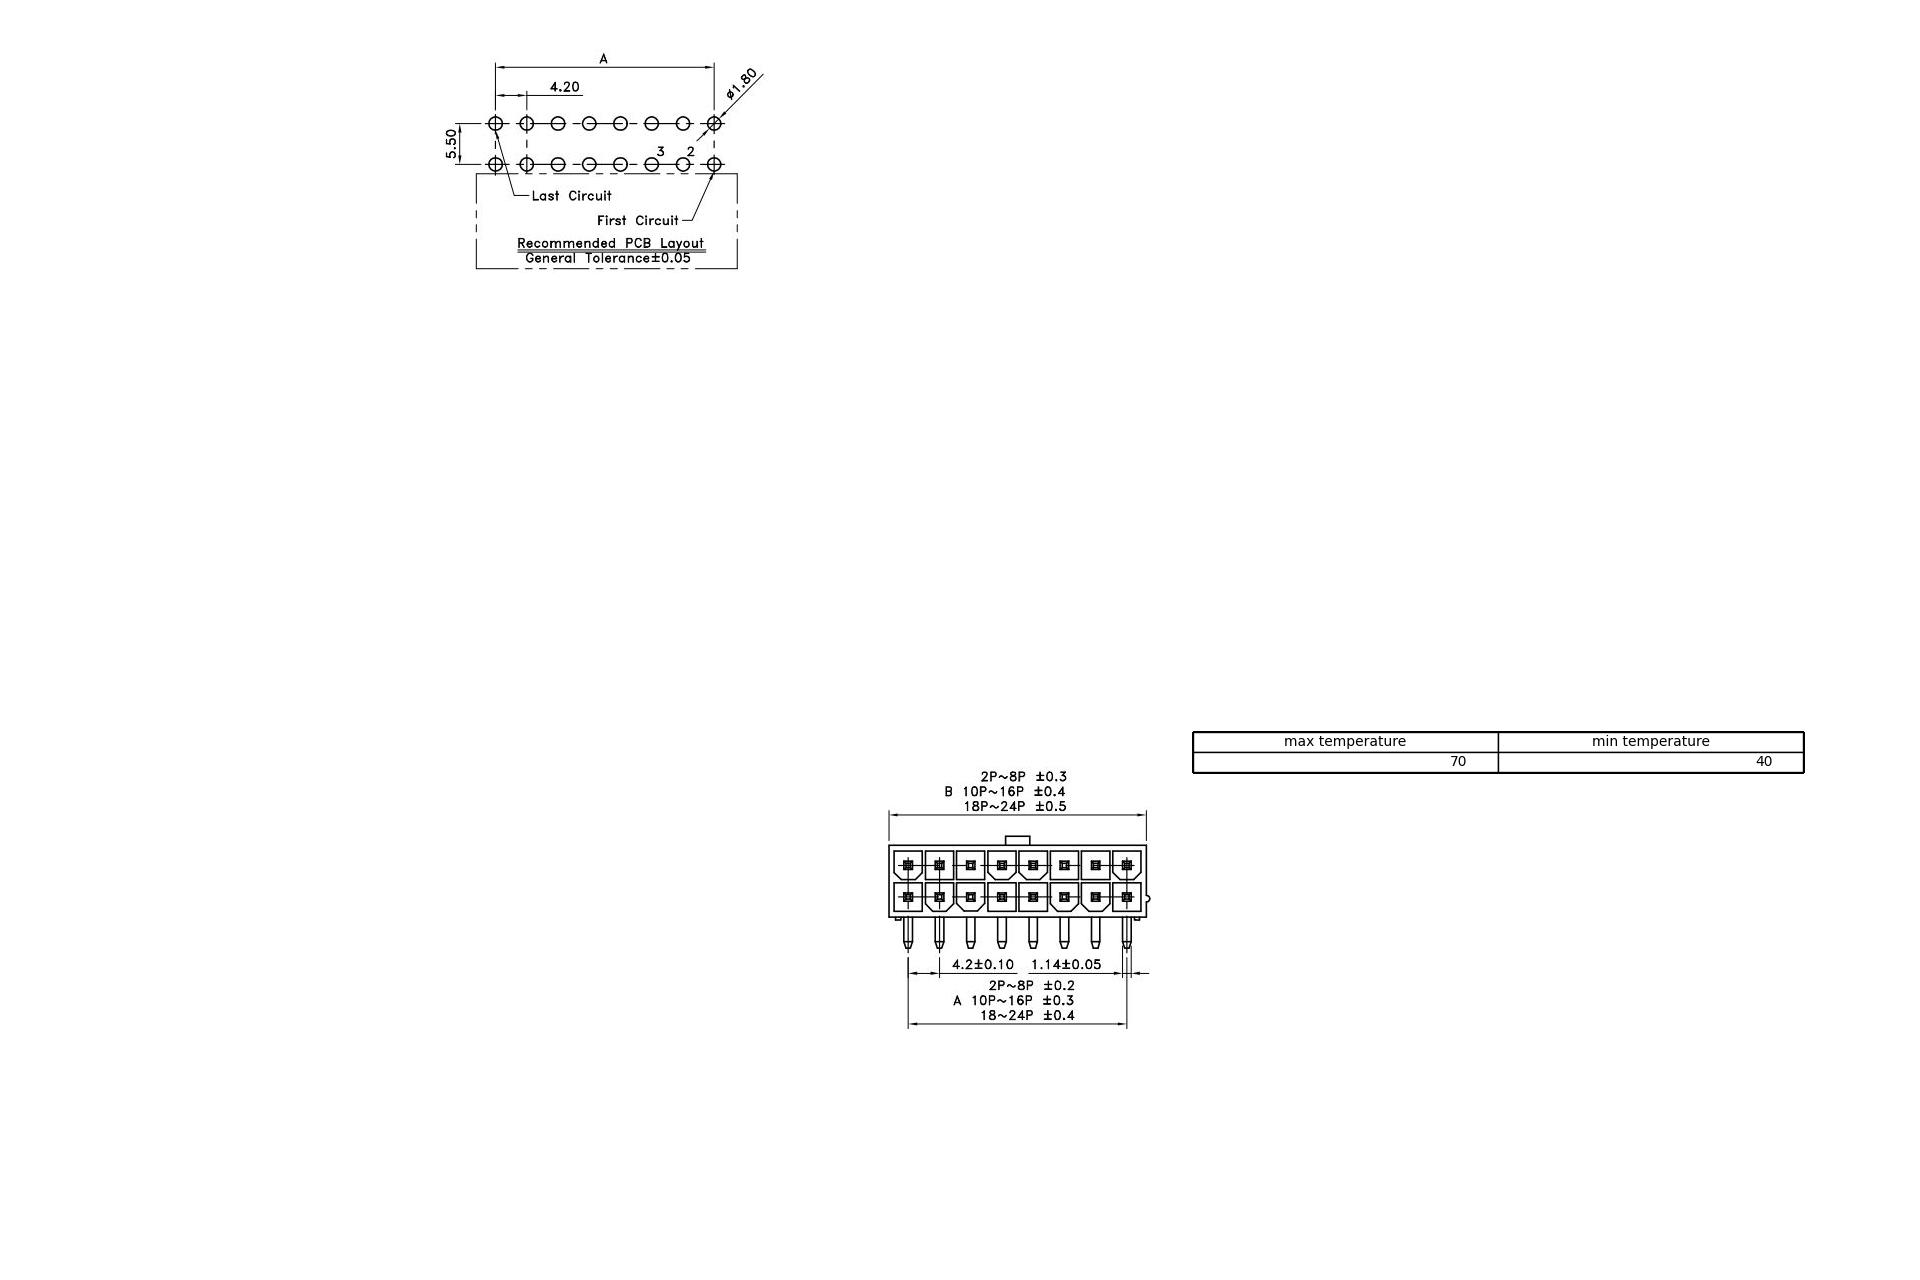 A
4.20
ø1.80
5.50
3 2
Last Circuit
First Circuit
Recommended PCB Layout
General Tolerance±0.05
max temperature min temperature
70 40
2P~8P ±0.3
B 10P~16P ±0.4
18P~24P ±0.5
4.2±0.10 1.14±0.05
2P~8P ±0.2
A 10P~16P ±0.3
18~24P ±0.4